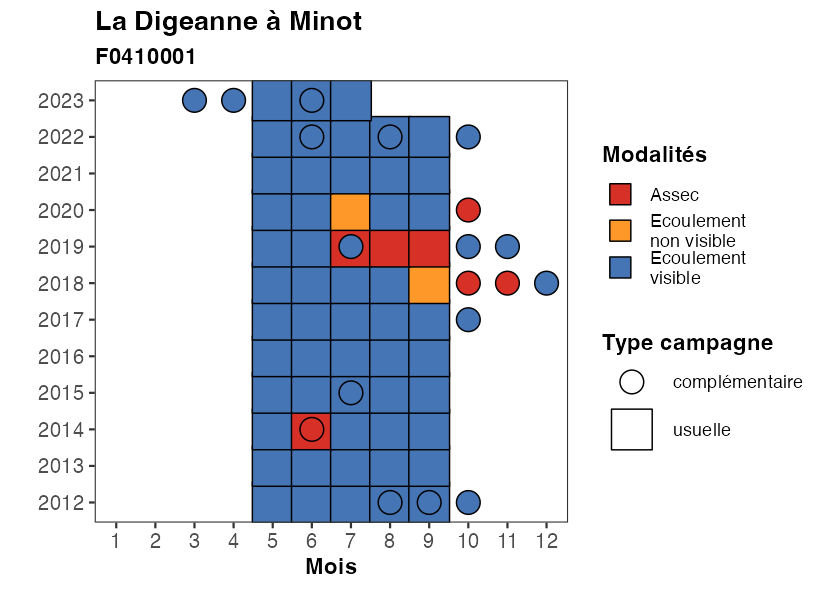 La Digeanne à Minot
F0410001
2023
2022
2021
2020
2019
2018
2017
2016
2015
2014
2013
2012
1 2 3 4 5 6 7 8 9 10 11 12
Mois
Modalités
Assec
Ecoulement
non visible
Ecoulement
visible
Type campagne
complémentaire
usuelle